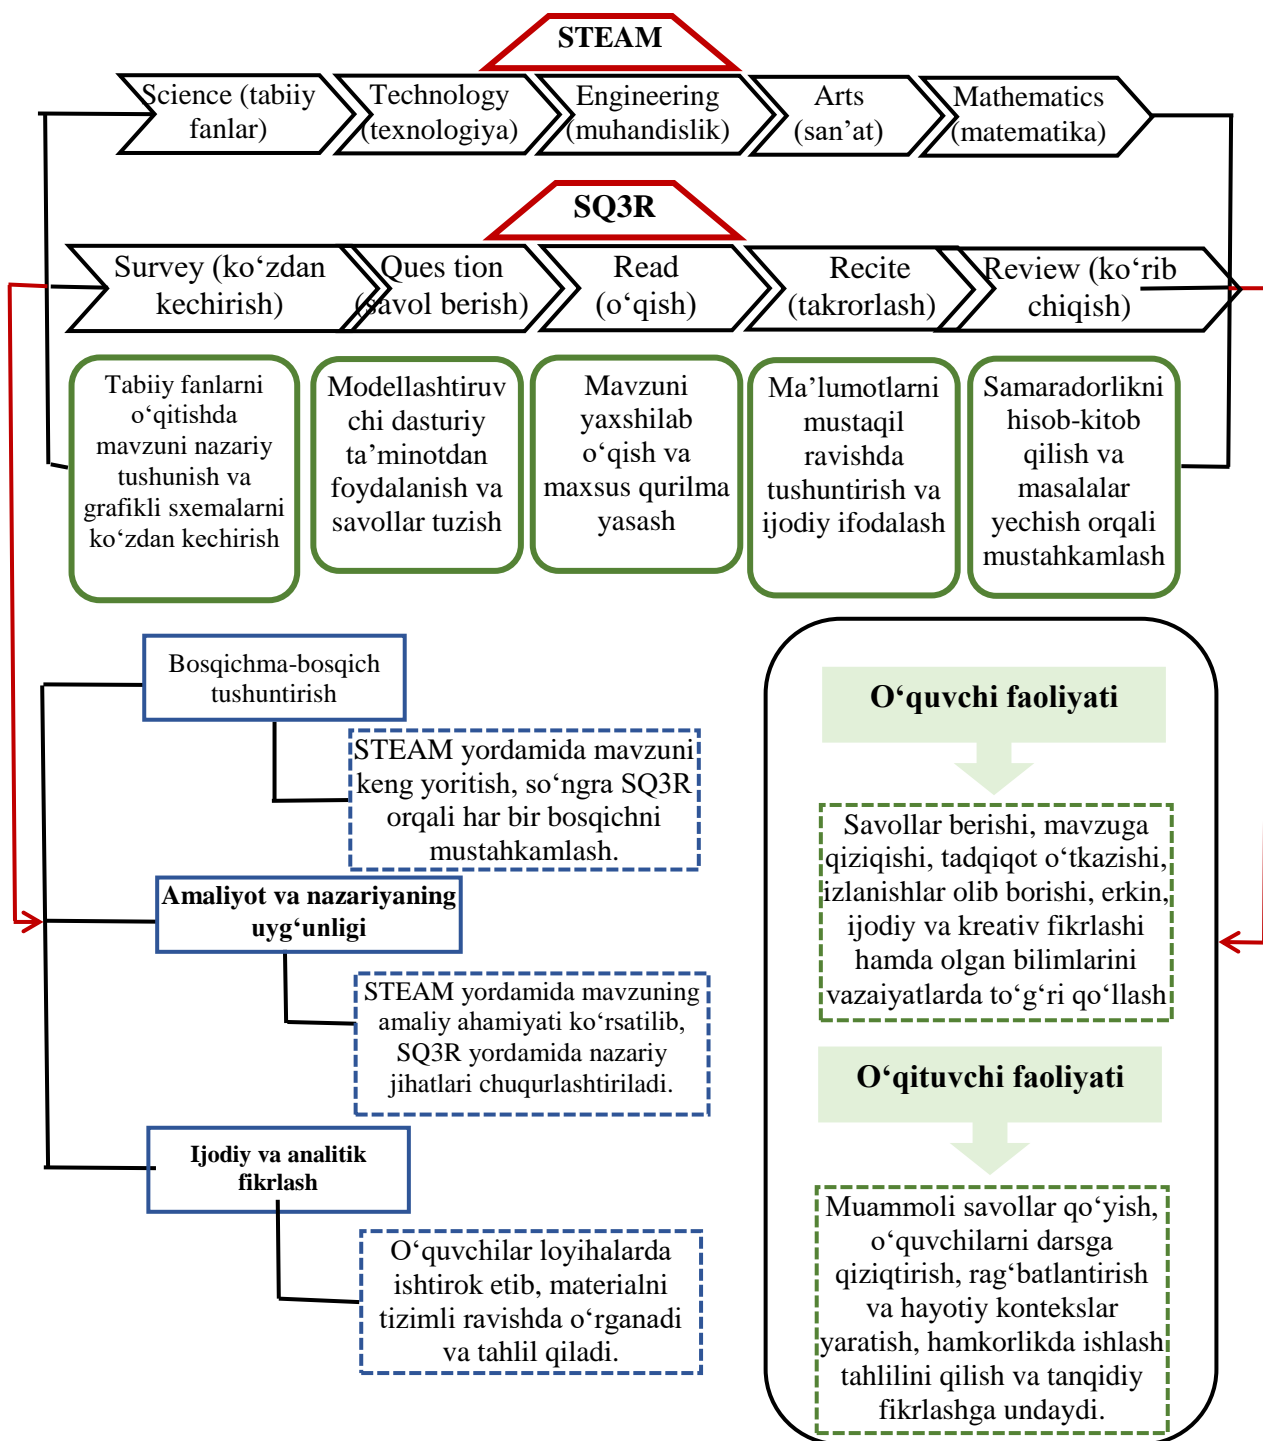 STEAM
Science (tabiiy
fanlar)
Technology
(texnologiya)
Engineering
(muhandislik)
Arts
(san’at)
Mathematics
(matematika)
SQ3R
Survey (ko‘zdan
kechirish)
Ques tion
(savol berish)
Read
(o‘qish)
Recite
(takrorlash)
Review (ko‘rib
chiqish)
Tabiiy fanlarni
o‘qitishda
mavzuni nazariy
tushunish va
grafikli sxemalarni
ko‘zdan kechirish
Modellashtiruv
chi dasturiy
ta’minotdan
foydalanish va
savollar tuzish
Mavzuni
yaxshilab
o‘qish va
maxsus qurilma
yasash
Ma’lumotlarni
mustaqil
ravishda
tushuntirish va
ijodiy ifodalash
Samaradorlikni
hisob-kitob
qilish va
masalalar
yechish orqali
mustahkamlash
Bosqichma-bosqich
tushuntirish
STEAM yordamida mavzuni
keng yoritish, so‘ngra SQ3R
orqali har bir bosqichni
mustahkamlash.
Amaliyot va nazariyaning
uyg‘unligi
STEAM yordamida mavzuning
amaliy ahamiyati ko‘rsatilib,
SQ3R yordamida nazariy
jihatlari chuqurlashtiriladi.
Ijodiy va analitik
fikrlash
O‘quvchilar loyihalarda
ishtirok etib, materialni
tizimli ravishda o‘rganadi
va tahlil qiladi.
O‘quvchi faoliyati
Savollar berishi, mavzuga
qiziqishi, tadqiqot o‘tkazishi,
izlanishlar olib borishi, erkin,
ijodiy va kreativ fikrlashi
hamda olgan bilimlarini
vazaiyatlarda to‘g‘ri qo‘llash
O‘qituvchi faoliyati
Muammoli savollar qo‘yish,
o‘quvchilarni darsga
qiziqtirish, rag‘batlantirish
va hayotiy kontekslar
yaratish, hamkorlikda ishlash
tahlilini qilish va tanqidiy
fikrlashga undaydi.